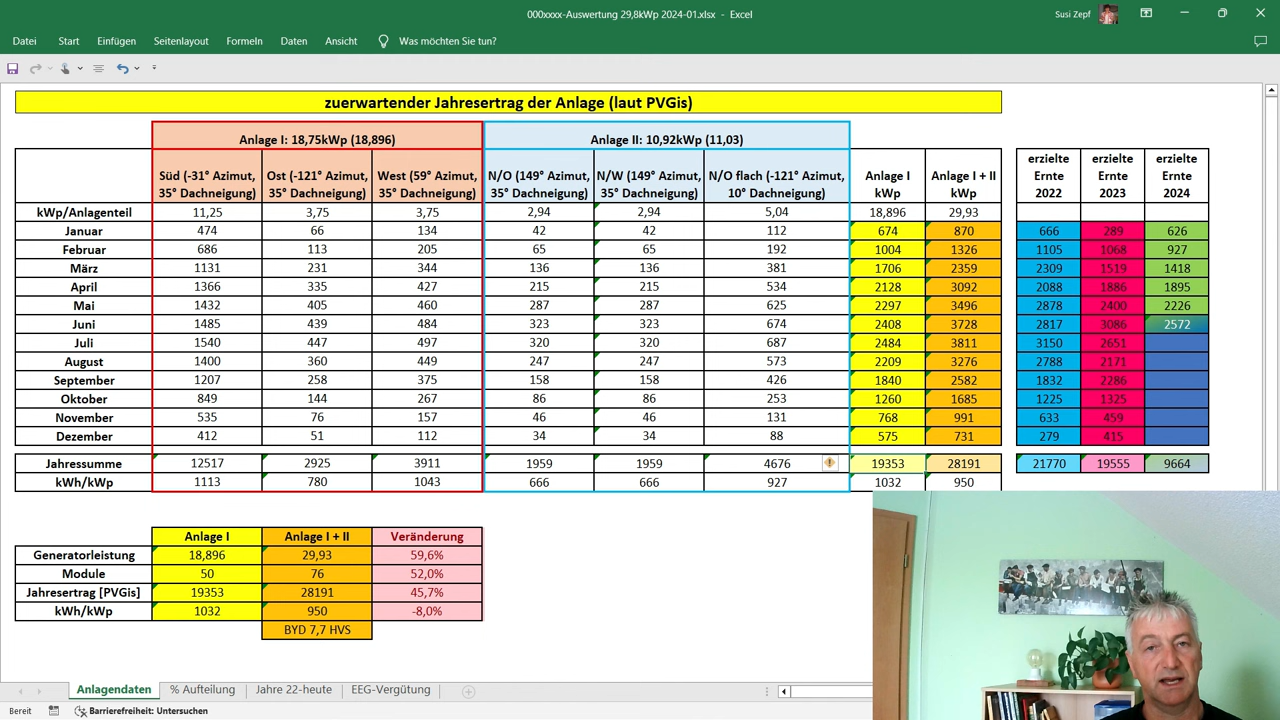 000xxxx-Auswertung 29,8kWp 2024-01.xlsx - Excel
Susi Zepf
Datei Start Einfügen Seitenlayout Formeln Daten Ansicht Was möchten Sie tun?
zuerwartender Jahresertrag der Anlage (laut PVGis)
Anlage I: 18,75kWp (18,896) Anlage II: 10,92kWp (11,03)
Süd (-31° Azimut, 35° Dachneigung) Ost (-121° Azimut, 35° Dachneigung) West (59° Azimut, 35° Dachneigung) N/O (149° Azimut, 35° Dachneigung) N/W (149° Azimut, 35° Dachneigung) N/O flach (-121° Azimut, 10° Dachneigung) Anlage I kWp Anlage I + II kWp erzielte Ernte 2022 erzielte Ernte 2023 erzielte Ernte 2024
kWp/Anlagenteil 11,25 3,75 3,75 2,94 2,94 5,04 18,896 29,93
Januar 474 66 134 42 42 112 674 870 666 289 626
Februar 686 113 205 65 65 192 1004 1326 1105 1068 927
März 1131 231 344 136 136 381 1706 2359 2309 1519 1418
April 1366 335 427 215 215 534 2128 3092 2088 1886 1895
Mai 1432 405 460 287 287 625 2297 3496 2878 2400 2226
Juni 1485 439 484 323 323 674 2408 3728 2817 3086 2572
Juli 1540 447 497 320 320 687 2484 3811 3150 2651
August 1400 360 449 247 247 573 2209 3276 2788 2171
September 1207 258 375 158 158 426 1840 2582 1832 2286
Oktober 849 144 267 86 86 253 1260 1685 1225 1325
November 535 76 157 46 46 131 768 991 633 459
Dezember 412 51 112 34 34 88 575 731 279 415
Jahressumme 12517 2925 3911 1959 1959 4676 19353 28191 21770 19555 9664
kWh/kWp 1113 780 1043 666 666 927 1032 950
Anlage I Anlage I + II Veränderung
Generatorleistung 18,896 29,93 59,6%
Module 50 76 52,0%
Jahresertrag [PVGis] 19353 28191 45,7%
kWh/kWp 1032 950 -8,0%
BYD 7,7 HVS
Anlagendaten % Aufteilung Jahre 22-heute EEG-Vergütung
Bereit Barrierefreiheit: Untersuchen